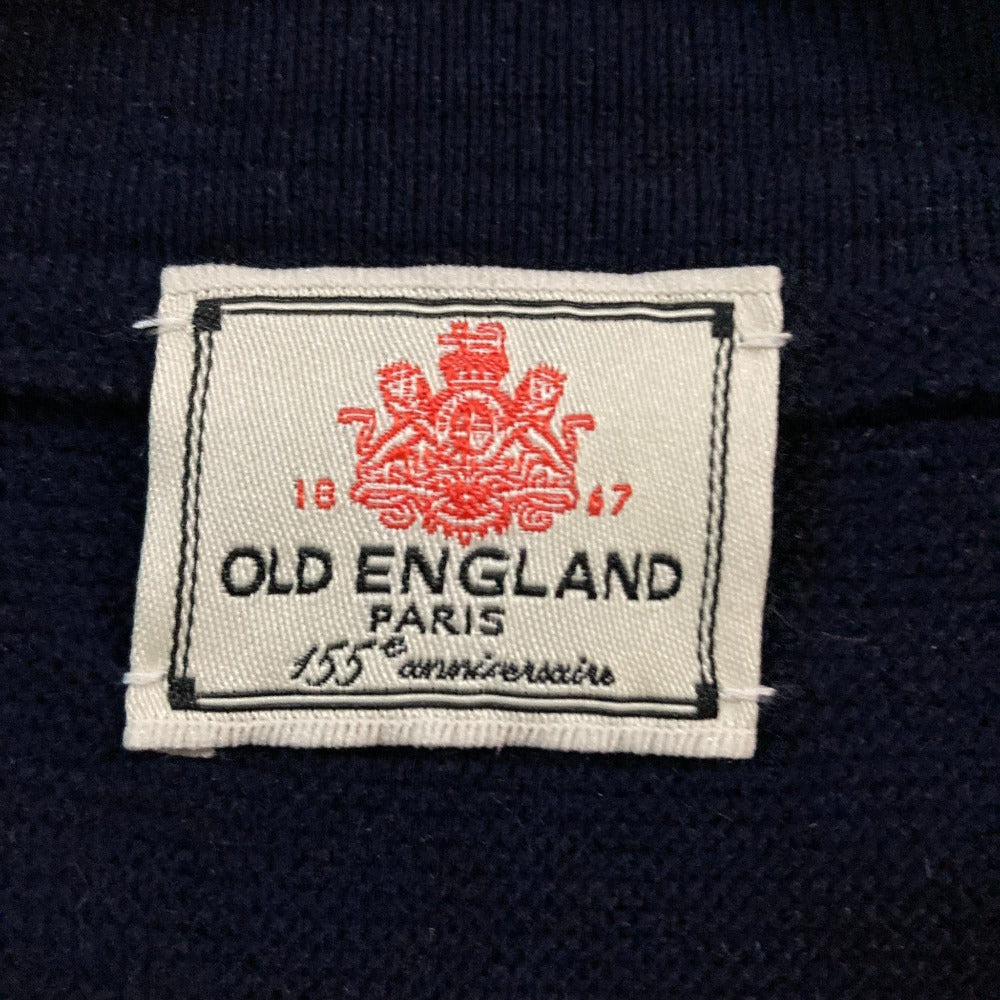 18 67
OLD ENGLAND
PARIS
155e anniversaire